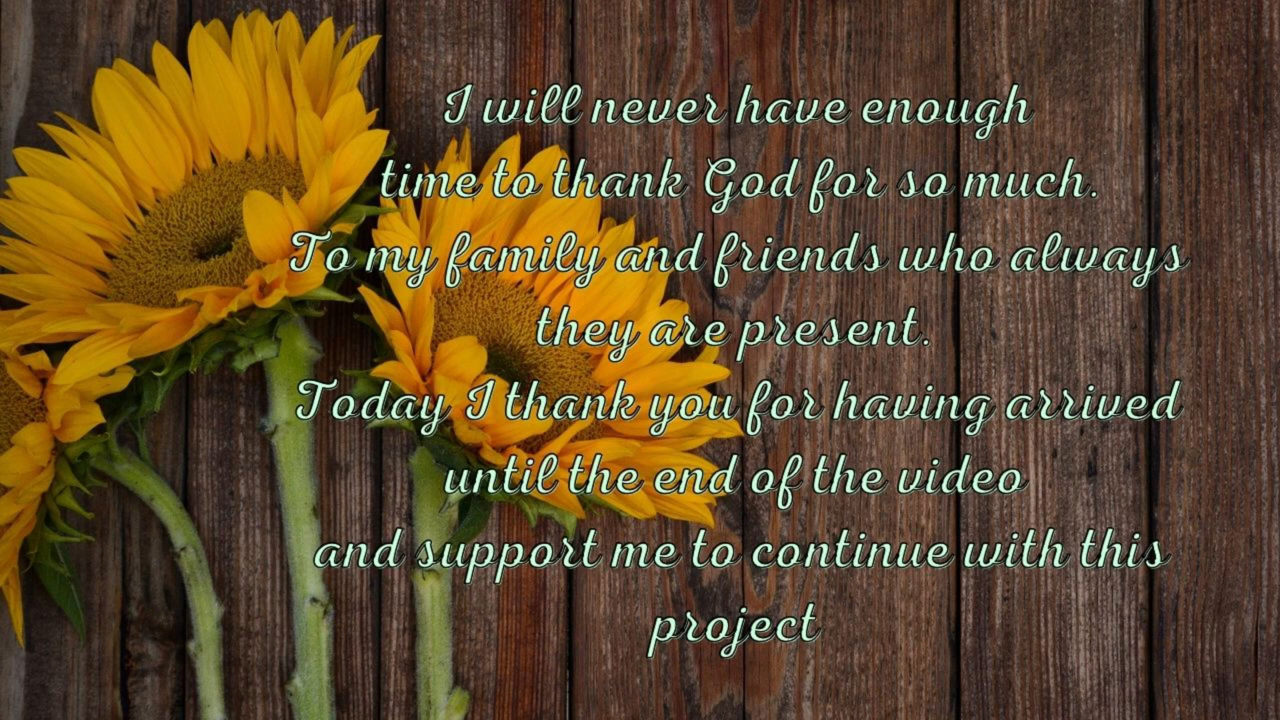 I will never have enough
time to thank God for so much.
To my family and friends who always
they are present.
Today I thank you for having arrived
until the end of the video
and support me to continue with this
project